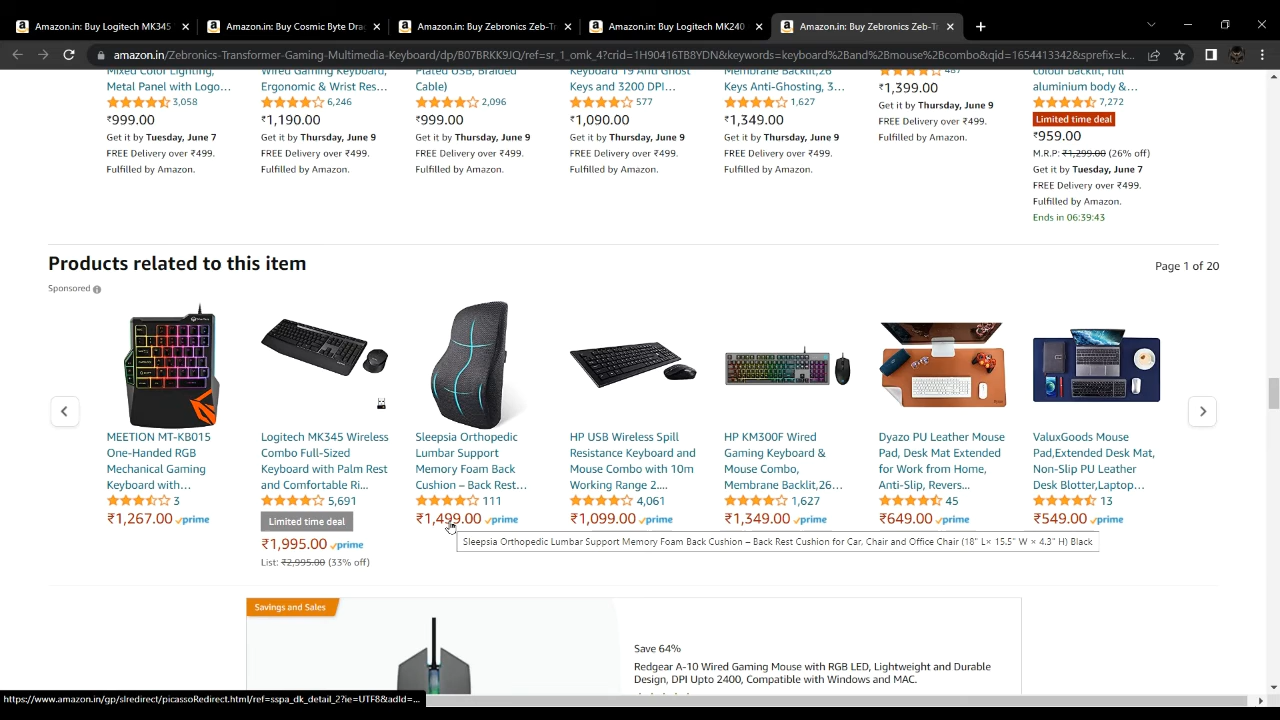 Amazon.in: Buy Logitech MK345
Amazon.in: Buy Cosmic Byte Dra
Amazon.in: Buy Zebronics Zeb-Tr
Amazon.in: Buy Logitech MK240
Amazon.in: Buy Zebronics Zeb-Tr
amazon.in/Zebronics-Transformer-Gaming-Multimedia-Keyboard/dp/B07BRKK9JQ/ref=sr_1_omk_4?crid=1H90416TB8YDN&keywords=keyboard%2Band%2Bmouse%2Bcombo&qid=1654413342&sprefix=k...
Mixed Color Lighting,
Metal Panel with Logo...
3,058
₹999.00
Get it by Tuesday, June 7
FREE Delivery over ₹499.
Fulfilled by Amazon.
Wired Gaming Keyboard,
Ergonomic & Wrist Res...
6,246
₹1,190.00
Get it by Thursday, June 9
FREE Delivery over ₹499.
Fulfilled by Amazon.
Plated USB, Braided
Cable)
2,096
₹999.00
Get it by Thursday, June 9
FREE Delivery over ₹499.
Fulfilled by Amazon.
Keyboard 19 Anti Ghost
Keys and 3200 DPI...
577
₹1,090.00
Get it by Thursday, June 9
FREE Delivery over ₹499.
Fulfilled by Amazon.
Membrane Backlit,26
Keys Anti-Ghosting, 3...
1,627
₹1,349.00
Get it by Thursday, June 9
FREE Delivery over ₹499.
Fulfilled by Amazon.
487
₹1,399.00
Get it by Thursday, June 9
FREE Delivery over ₹499.
Fulfilled by Amazon.
colour backlit, full
aluminium body &...
7,272
Limited time deal
₹959.00
M.R.P: ₹1,299.00 (26% off)
Get it by Tuesday, June 7
FREE Delivery over ₹499.
Fulfilled by Amazon.
Ends in 06:39:43
Products related to this item
Page 1 of 20
Sponsored
MEETION MT-KB015
One-Handed RGB
Mechanical Gaming
Keyboard with...
3
₹1,267.00 prime
Logitech MK345 Wireless
Combo Full-Sized
Keyboard with Palm Rest
and Comfortable Ri...
5,691
Limited time deal
₹1,995.00 prime
List: ₹2,995.00 (33% off)
Sleepsia Orthopedic
Lumbar Support
Memory Foam Back
Cushion – Back Rest...
111
₹1,499.00 prime
HP USB Wireless Spill
Resistance Keyboard and
Mouse Combo with 10m
Working Range 2....
4,061
₹1,099.00 prime
HP KM300F Wired
Gaming Keyboard &
Mouse Combo,
Membrane Backlit,26...
1,627
₹1,349.00 prime
Dyazo PU Leather Mouse
Pad, Desk Mat Extended
for Work from Home,
Anti-Slip, Revers...
45
₹649.00 prime
ValuxGoods Mouse
Pad,Extended Desk Mat,
Non-Slip PU Leather
Desk Blotter,Laptop...
13
₹549.00 prime
Sleepsia Orthopedic Lumbar Support Memory Foam Back Cushion – Back Rest Cushion for Car, Chair and Office Chair (18" L× 15.5" W × 4.3" H) Black
Savings and Sales
Save 64%
Redgear A-10 Wired Gaming Mouse with RGB LED, Lightweight and Durable
Design, DPI Upto 2400, Compatible with Windows and MAC.
https://www.amazon.in/gp/slredirect/picassoRedirect.html/ref=sspa_dk_detail_2?ie=UTF8&adId=...